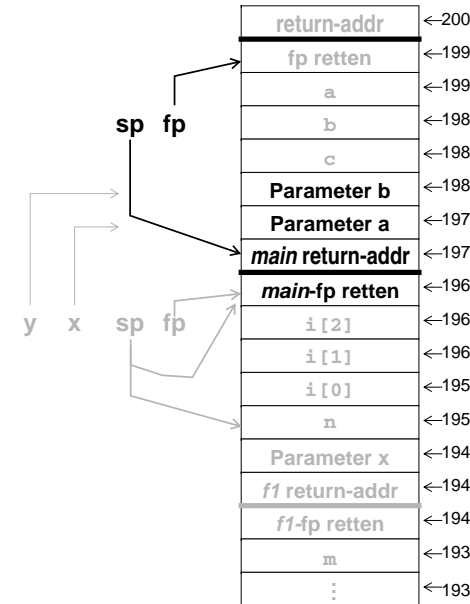 return-addr ←200
fp retten ←199
a ←199
sp fp b ←198
c ←198
Parameter b ←198
Parameter a ←197
main return-addr ←197
main-fp retten ←196
y x sp fp i[2] ←196
i[1] ←196
i[0] ←195
n ←195
Parameter x ←194
f1 return-addr ←194
f1-fp retten ←194
m ←193
⋮ ←193